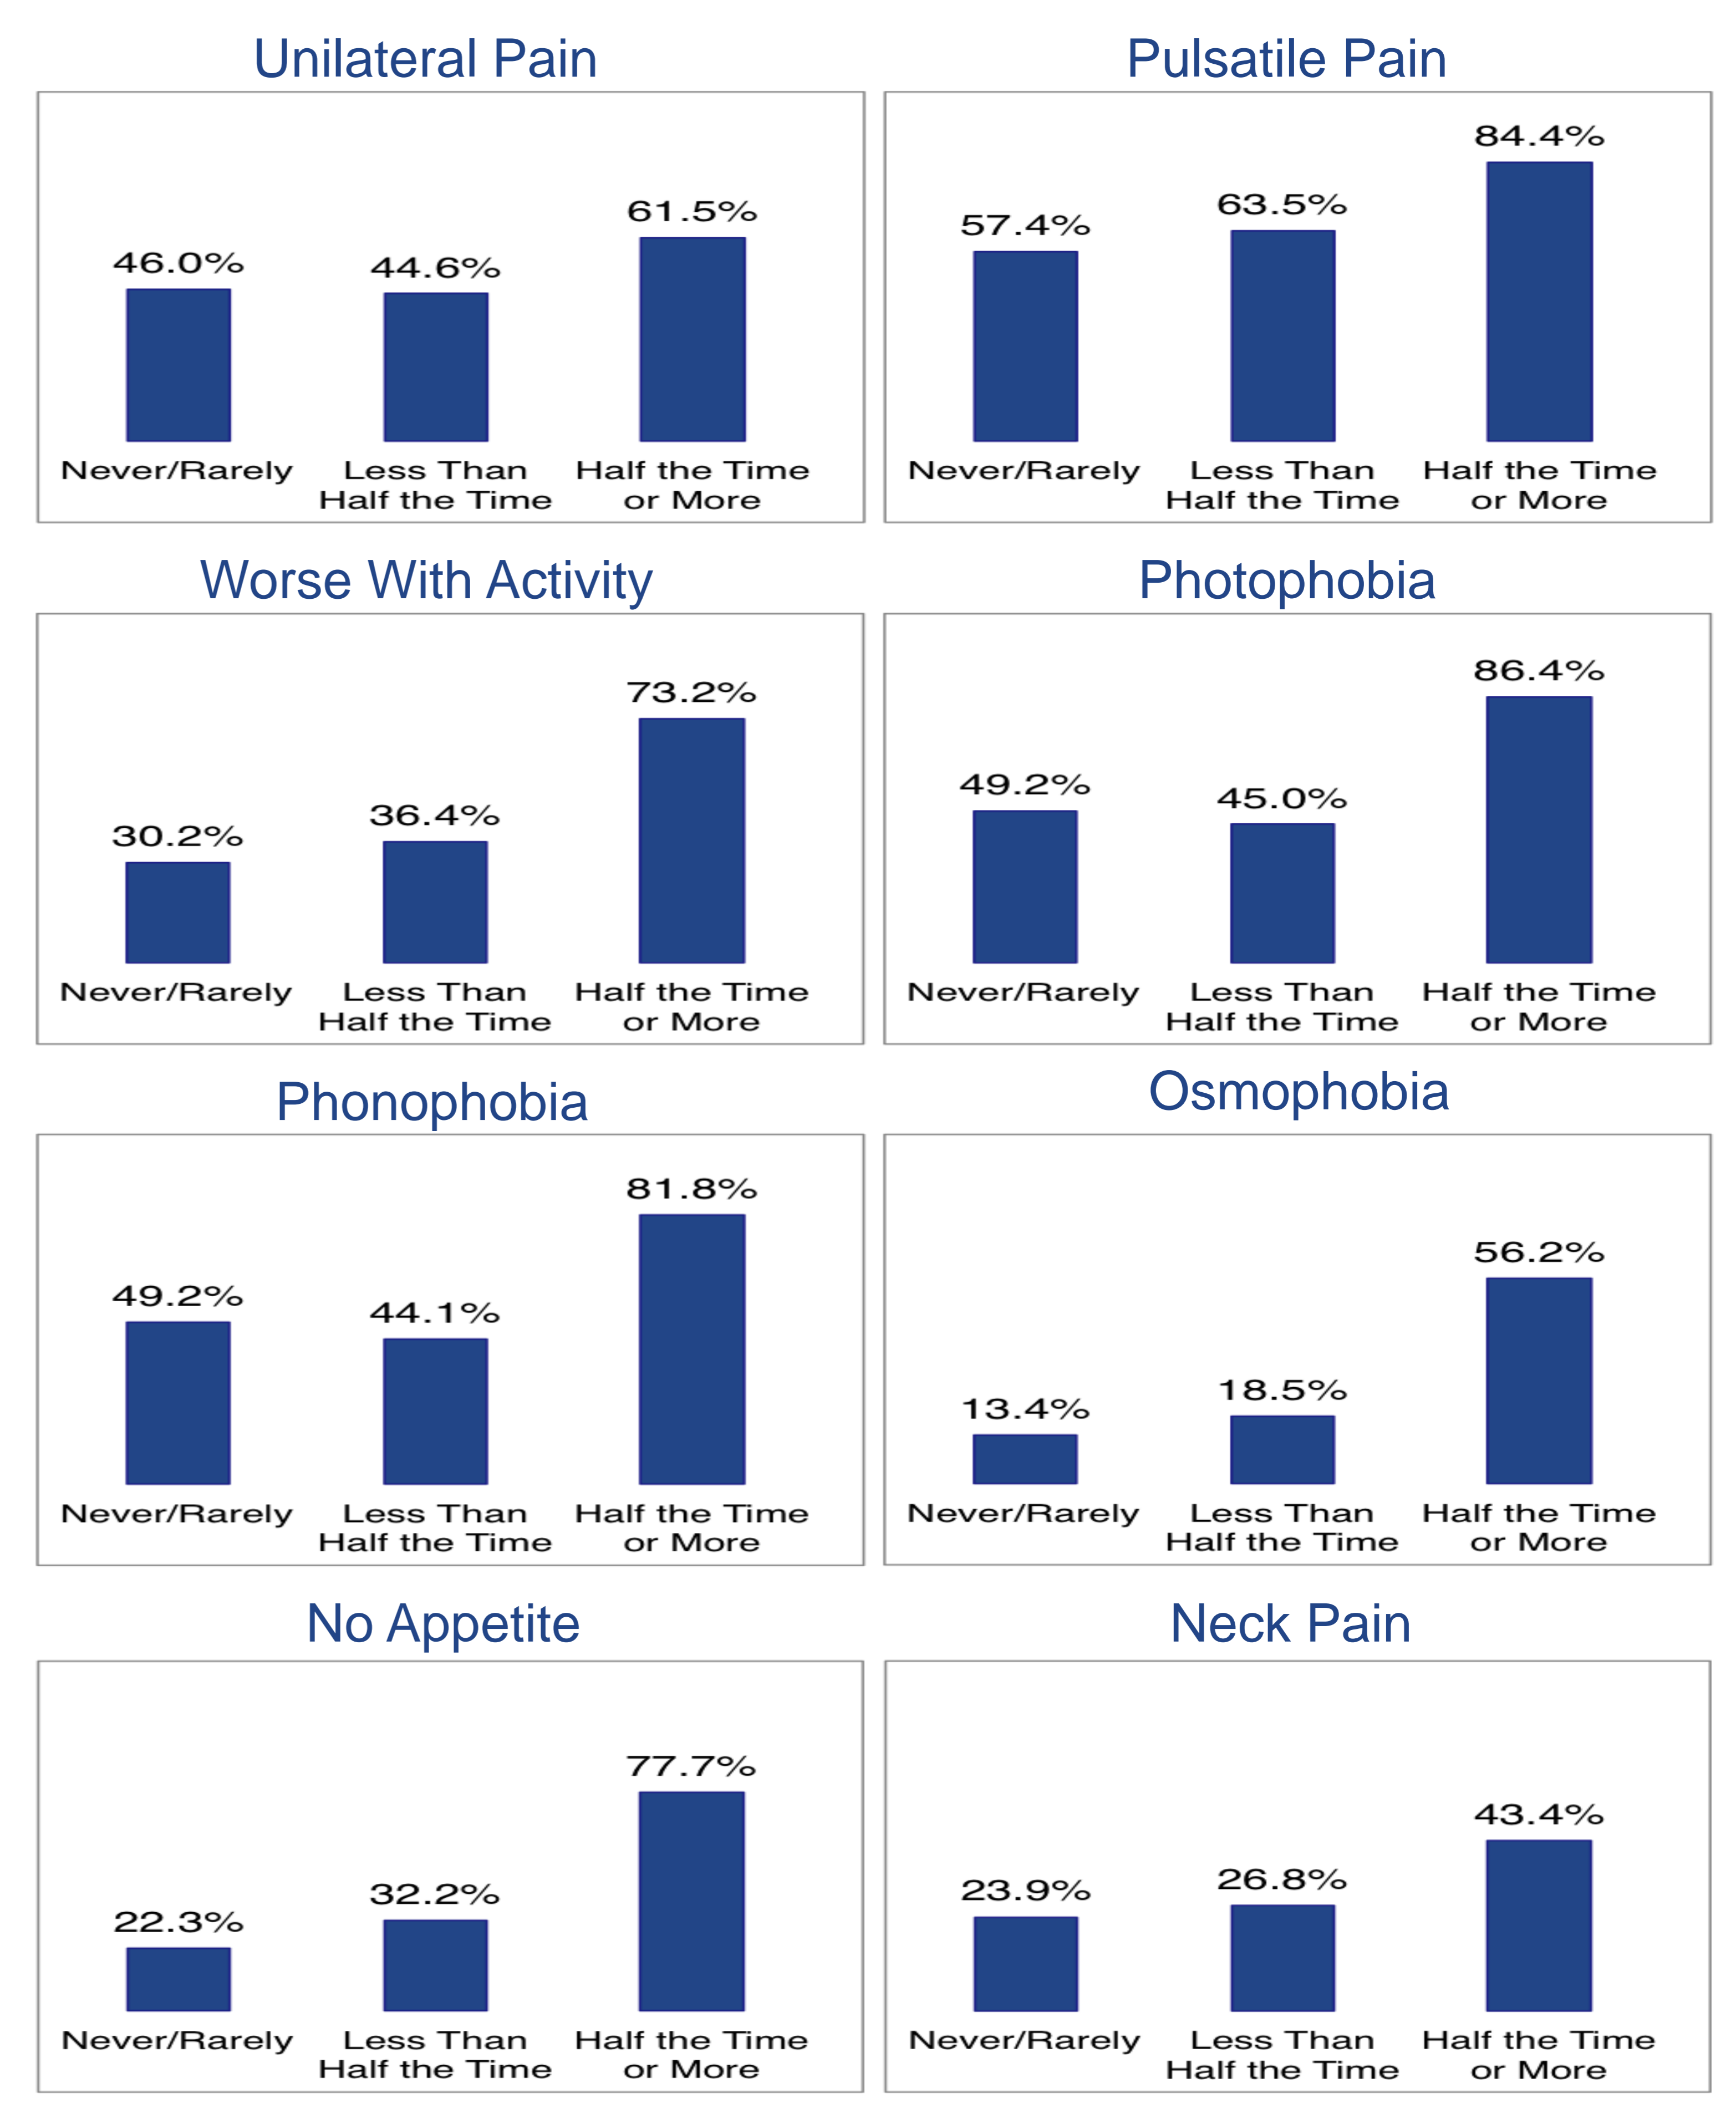 Unilateral Pain
46.0%
44.6%
61.5%
Never/Rarely
Less Than
Half the Time
Half the Time
or More
Pulsatile Pain
57.4%
63.5%
84.4%
Never/Rarely
Less Than
Half the Time
Half the Time
or More
Worse With Activity
30.2%
36.4%
73.2%
Never/Rarely
Less Than
Half the Time
Half the Time
or More
Photophobia
49.2%
45.0%
86.4%
Never/Rarely
Less Than
Half the Time
Half the Time
or More
Phonophobia
49.2%
44.1%
81.8%
Never/Rarely
Less Than
Half the Time
Half the Time
or More
Osmophobia
13.4%
18.5%
56.2%
Never/Rarely
Less Than
Half the Time
Half the Time
or More
No Appetite
22.3%
32.2%
77.7%
Never/Rarely
Less Than
Half the Time
Half the Time
or More
Neck Pain
23.9%
26.8%
43.4%
Never/Rarely
Less Than
Half the Time
Half the Time
or More